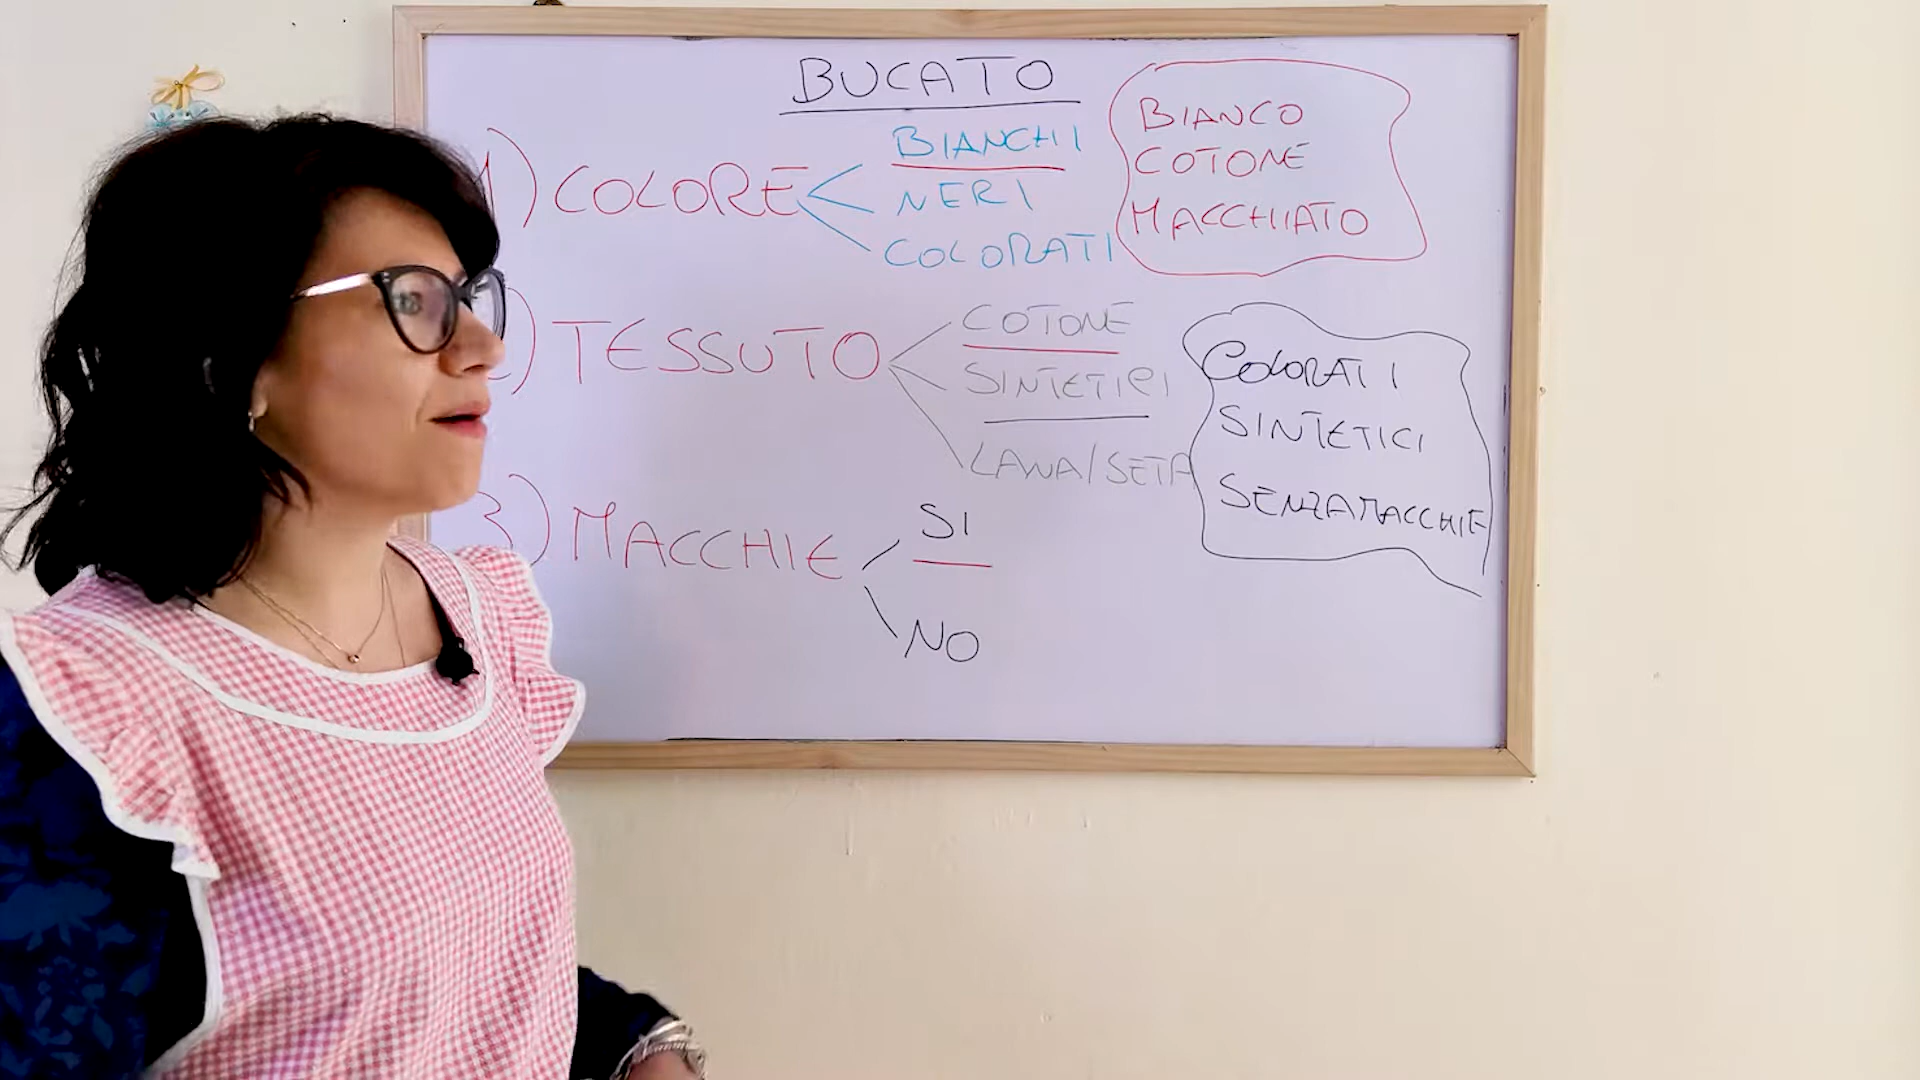 BUCATO
1) COLORE
BIANCHI
NERI
COLORATI
BIANCO
COTONE
MACCHIATO
2) TESSUTO
COTONE
SINTETICI
LANA/SETA
COLORATI
SINTETICI
SENZA MACCHIE
3) MACCHIE
SI
NO